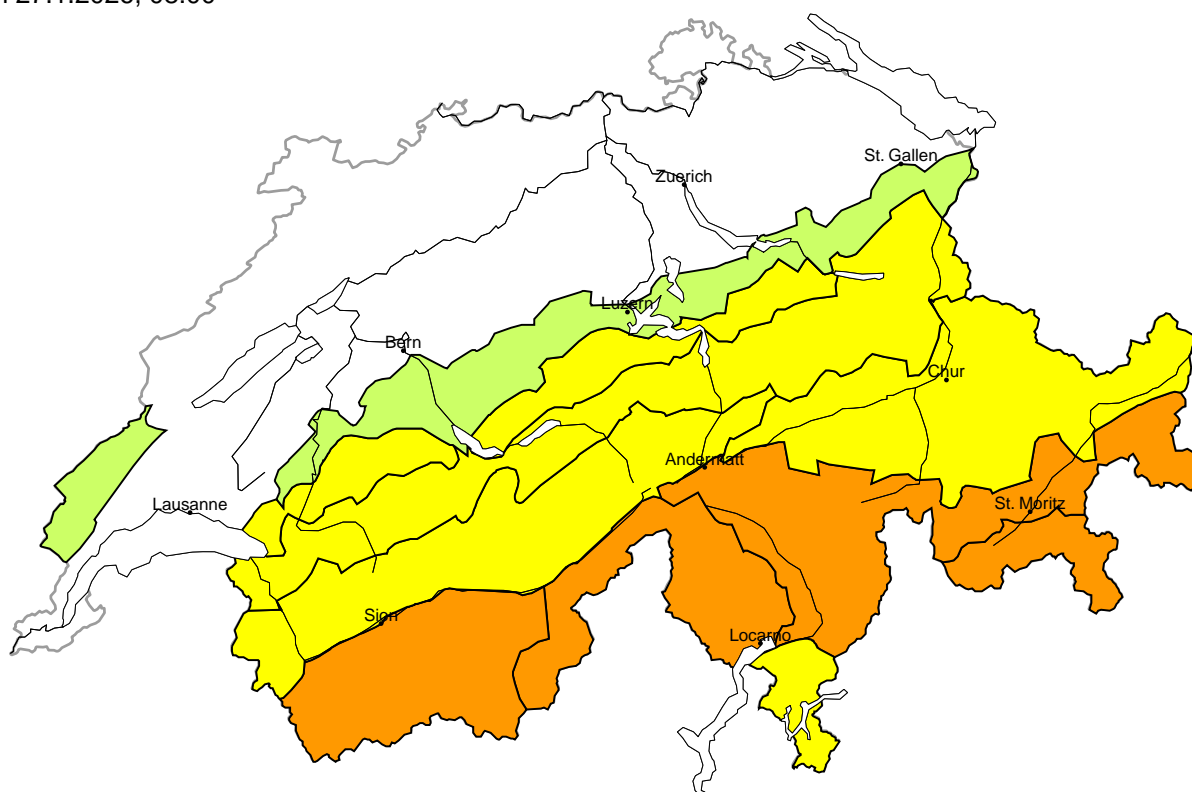 St. Gallen
Zuerich
Luzern
Bern
Chur
Andermatt
Lausanne
St. Moritz
Sion
Locarno